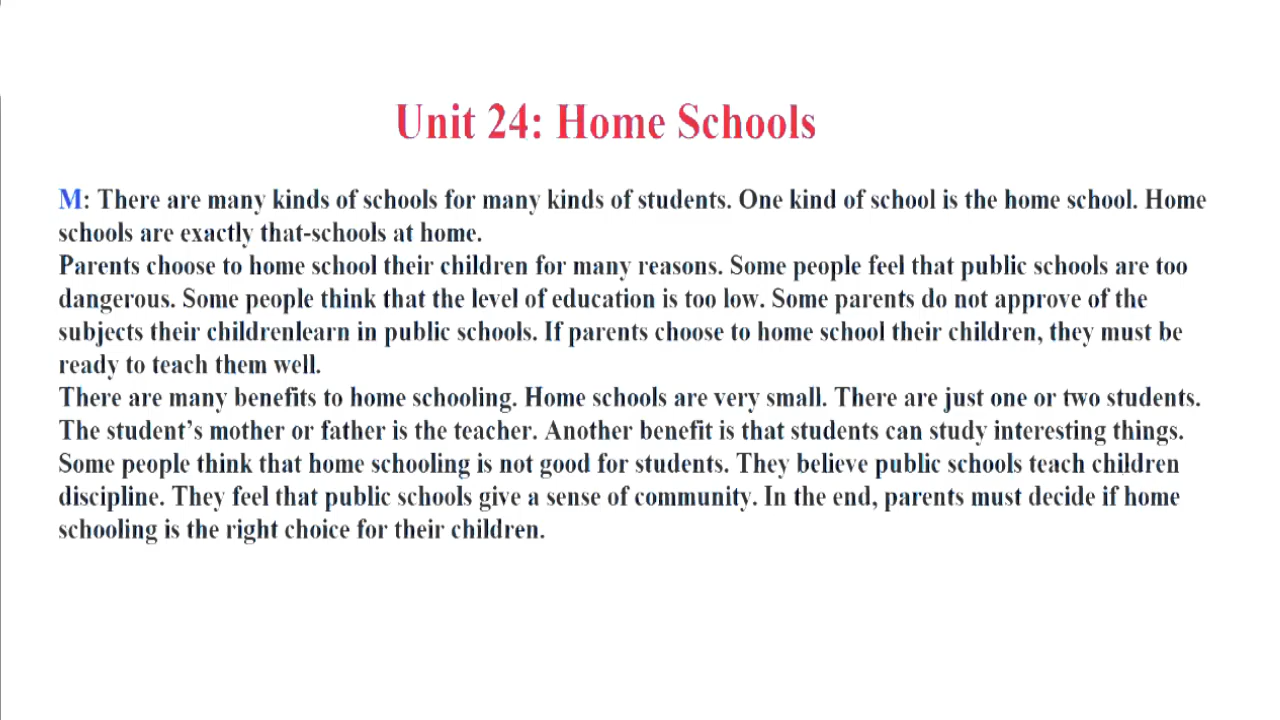 Unit 24: Home Schools
M: There are many kinds of schools for many kinds of students. One kind of school is the home school. Home
schools are exactly that-schools at home.
Parents choose to home school their children for many reasons. Some people feel that public schools are too
dangerous. Some people think that the level of education is too low. Some parents do not approve of the
subjects their childrenlearn in public schools. If parents choose to home school their children, they must be
ready to teach them well.
There are many benefits to home schooling. Home schools are very small. There are just one or two students.
The student’s mother or father is the teacher. Another benefit is that students can study interesting things.
Some people think that home schooling is not good for students. They believe public schools teach children
discipline. They feel that public schools give a sense of community. In the end, parents must decide if home
schooling is the right choice for their children.